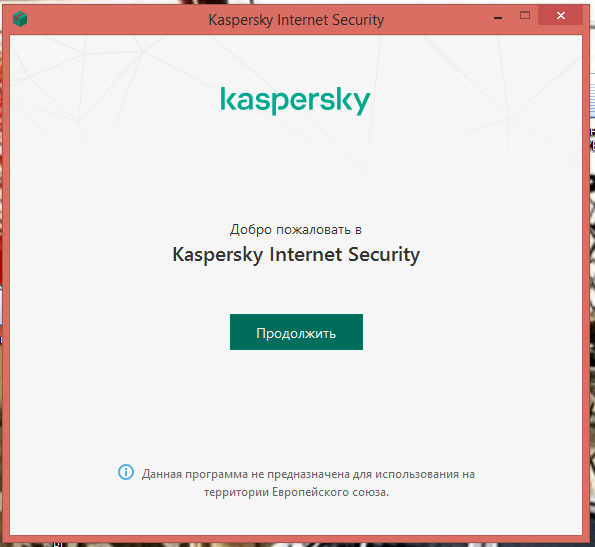 Kaspersky Internet Security
kaspersky
Добро пожаловать в
Kaspersky Internet Security
Продолжить
Данная программа не предназначена для использования на
территории Европейского союза.